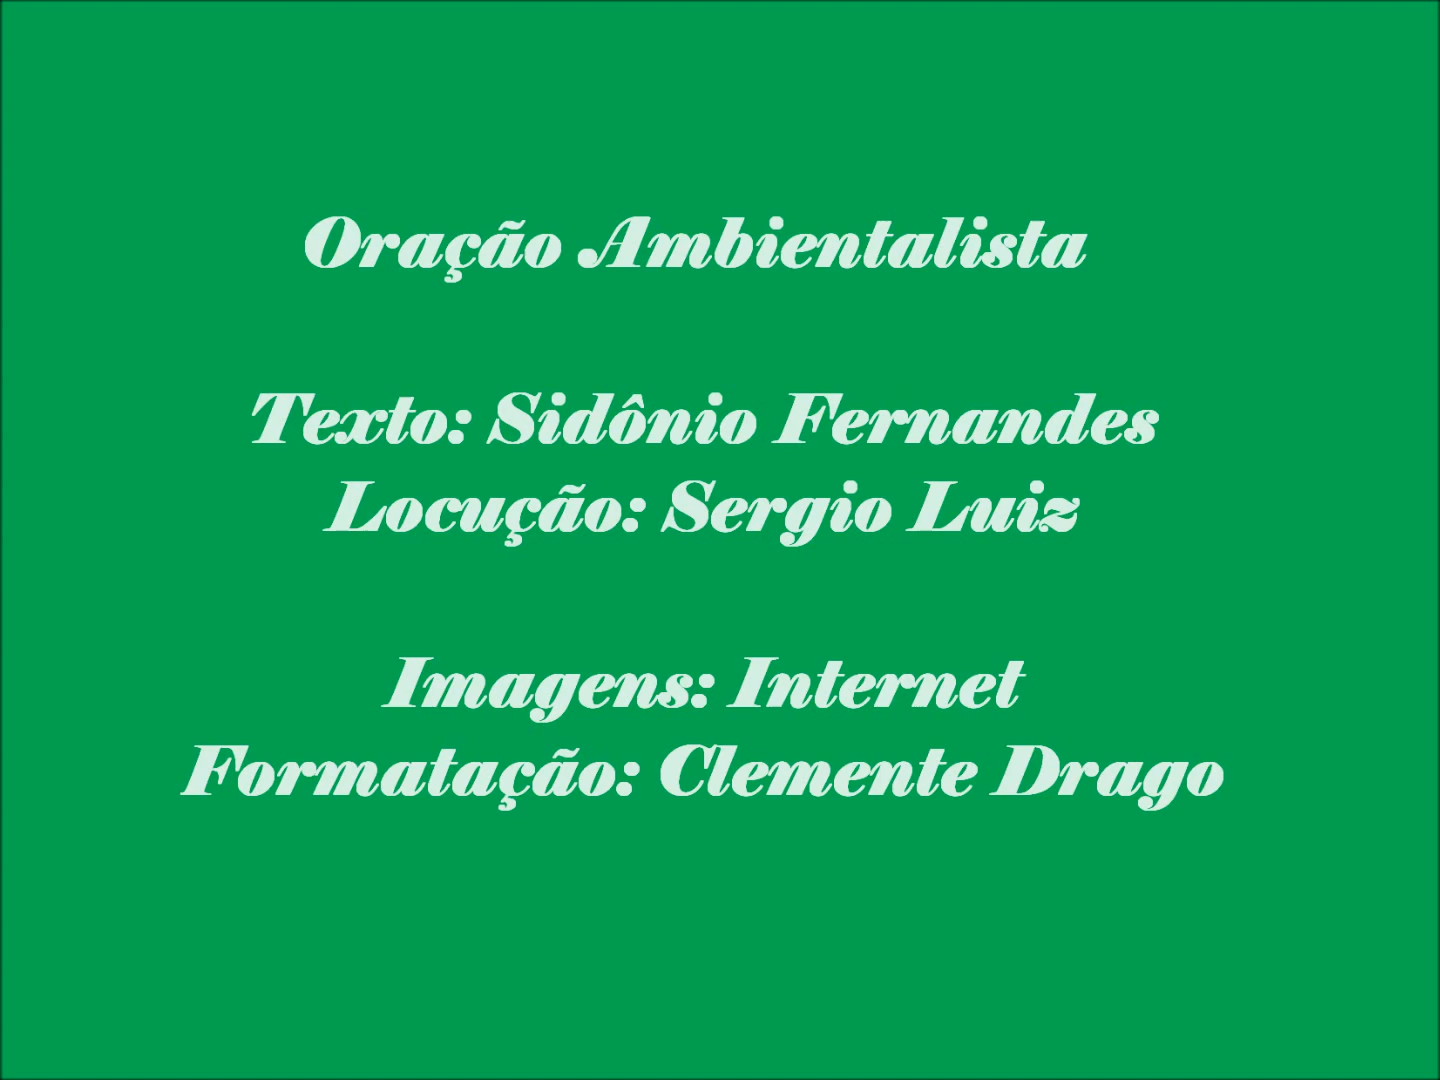 Oração Ambientalista
Texto: Sidônio Fernandes
Locução: Sergio Luiz
Imagens: Internet
Formatação: Clemente Drago